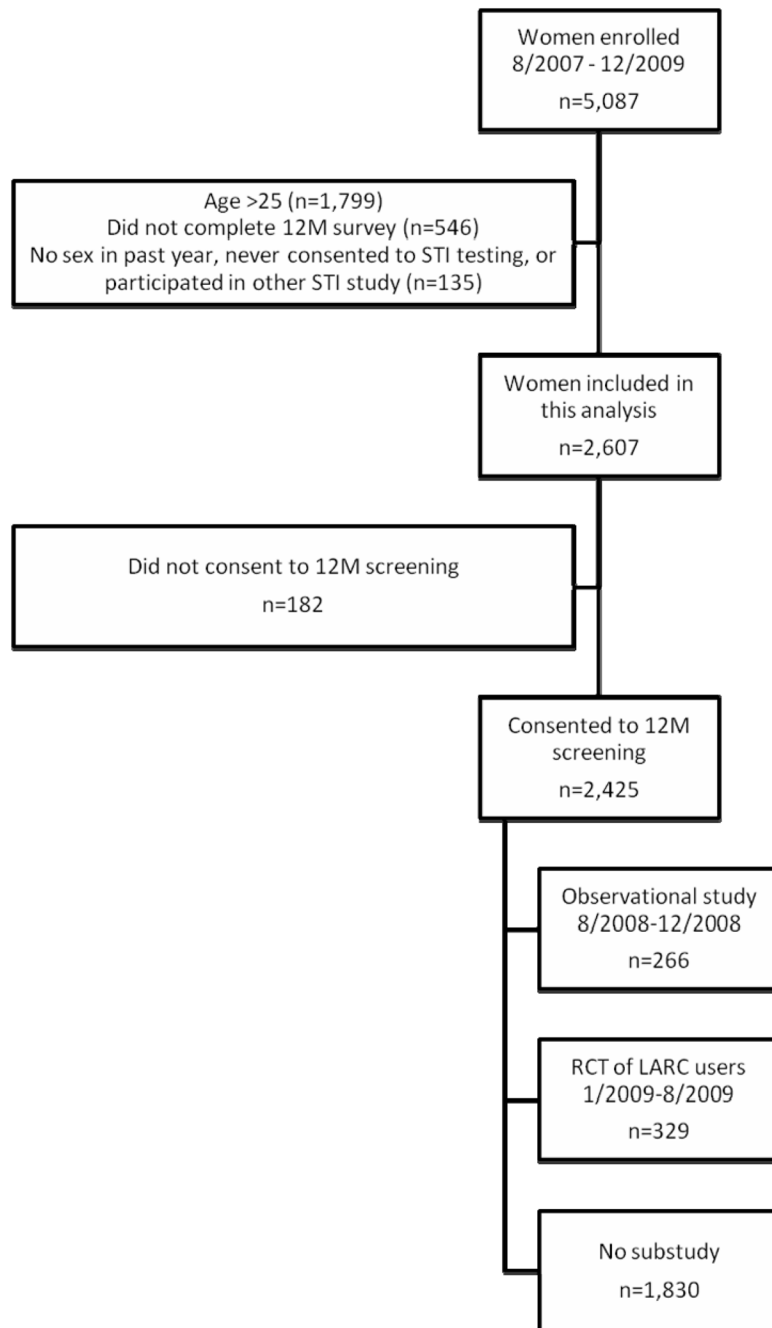 Women enrolled
8/2007 - 12/2009
n=5,087
Age >25 (n=1,799)
Did not complete 12M survey (n=546)
No sex in past year, never consented to STI testing, or
participated in other STI study (n=135)
Women included in
this analysis
n=2,607
Did not consent to 12M screening
n=182
Consented to 12M
screening
n=2,425
Observational study
8/2008-12/2008
n=266
RCT of LARC users
1/2009-8/2009
n=329
No substudy
n=1,830